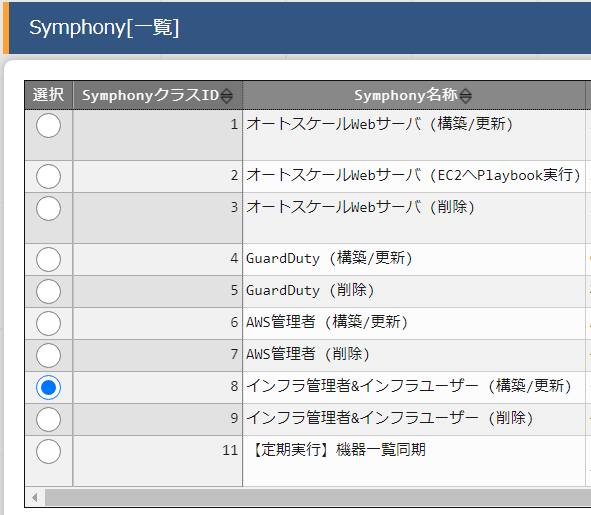 Symphony[一覧]
選択 SymphonyクラスID Symphony名称
1 オートスケールWebサーバ (構築/更新)
2 オートスケールWebサーバ (EC2へPlaybook実行)
3 オートスケールWebサーバ (削除)
4 GuardDuty (構築/更新)
5 GuardDuty (削除)
6 AWS管理者 (構築/更新)
7 AWS管理者 (削除)
8 インフラ管理者&インフラユーザー (構築/更新)
9 インフラ管理者&インフラユーザー (削除)
11 【定期実行】機器一覧同期